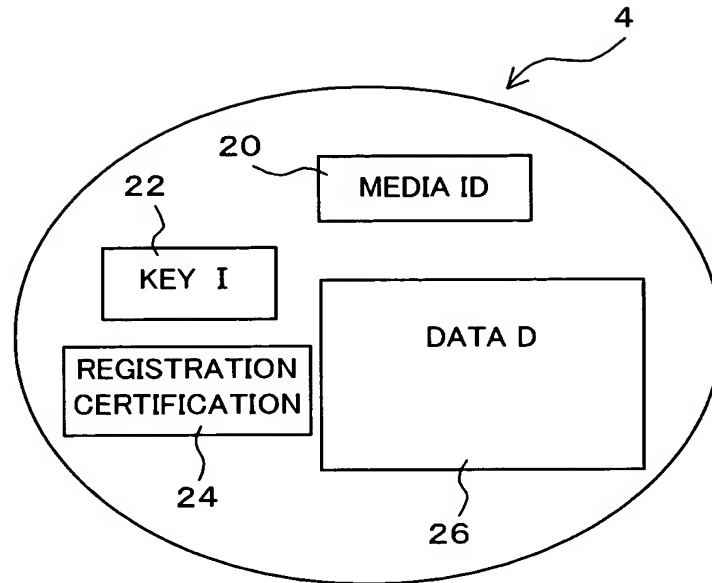 4
20
MEDIA ID
22
KEY I
DATA D
REGISTRATION
CERTIFICATION
24
26